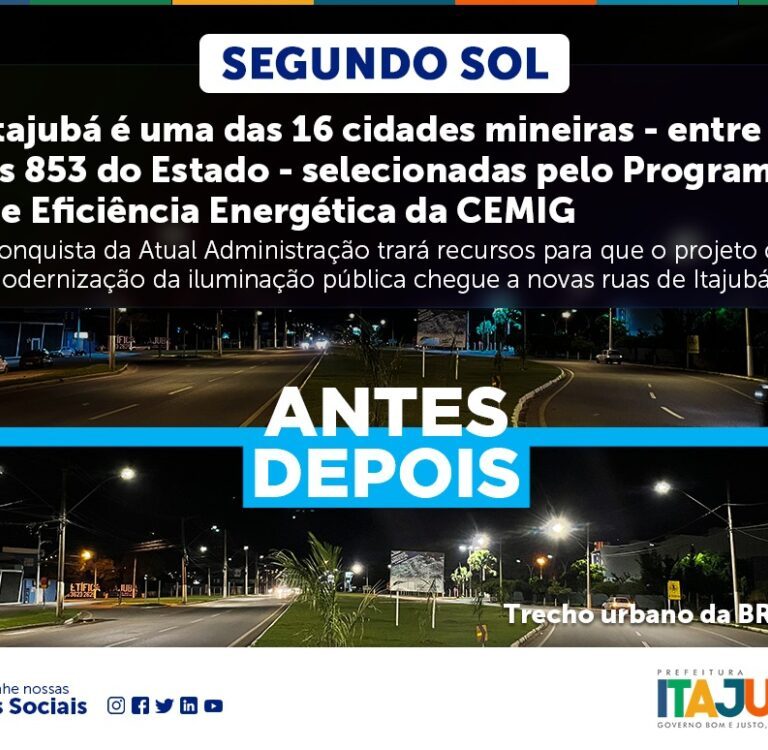 SEGUNDO SOL
tajubá é uma das 16 cidades mineiras - entre
s 853 do Estado - selecionadas pelo Program
e Eficiência Energética da CEMIG
onquista da Atual Administração trará recursos para que o projeto
odernização da iluminação pública chegue a novas ruas de Itajubá
ANTES
DEPOIS
Trecho urbano da BR
he nossas
s Sociais
PREFEITURA
ITAJU
GOVERNO BOM E JUSTO,